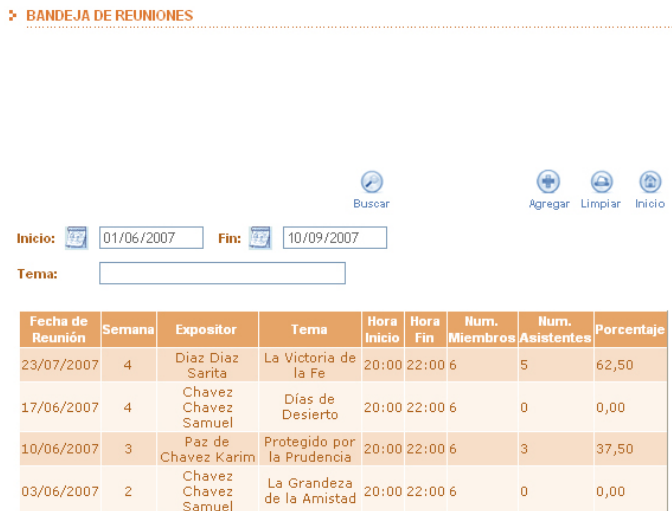 BANDEJA DE REUNIONES
Buscar
Agregar Limpiar Inicio
Inicio: 01/06/2007 Fin: 10/09/2007
Tema:
Fecha de Reunión Semana Expositor Tema Hora Inicio Hora Fin Num. Miembros Num. Asistentes Porcentaje
23/07/2007 4 Diaz Diaz Sarita La Victoria de la Fe 20:00 22:00 6 5 62,50
17/06/2007 4 Chavez Chavez Samuel Días de Desierto 20:00 22:00 6 0 0,00
10/06/2007 3 Paz de Chavez Karim Protegido por la Prudencia 20:00 22:00 6 3 37,50
03/06/2007 2 Chavez Chavez Samuel La Grandeza de la Amistad 20:00 22:00 6 0 0,00